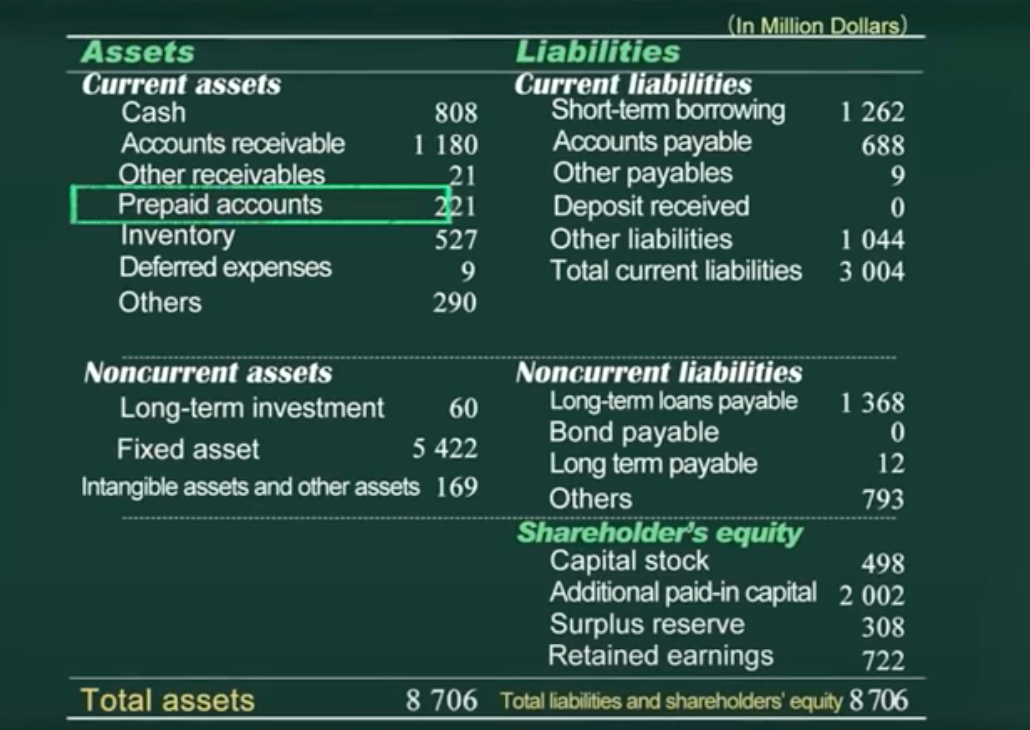 (In Million Dollars)
Assets
Current assets
Cash 808
Accounts receivable 1 180
Other receivables 21
Prepaid accounts 221
Inventory 527
Deferred expenses 9
Others 290
Noncurrent assets
Long-term investment 60
Fixed asset 5 422
Intangible assets and other assets 169
Total assets 8 706
Liabilities
Current liabilities
Short-term borrowing 1 262
Accounts payable 688
Other payables 9
Deposit received 0
Other liabilities 1 044
Total current liabilities 3 004
Noncurrent liabilities
Long-term loans payable 1 368
Bond payable 0
Long term payable 12
Others 793
Shareholder's equity
Capital stock 498
Additional paid-in capital 2 002
Surplus reserve 308
Retained earnings 722
Total liabilities and shareholders' equity 8 706